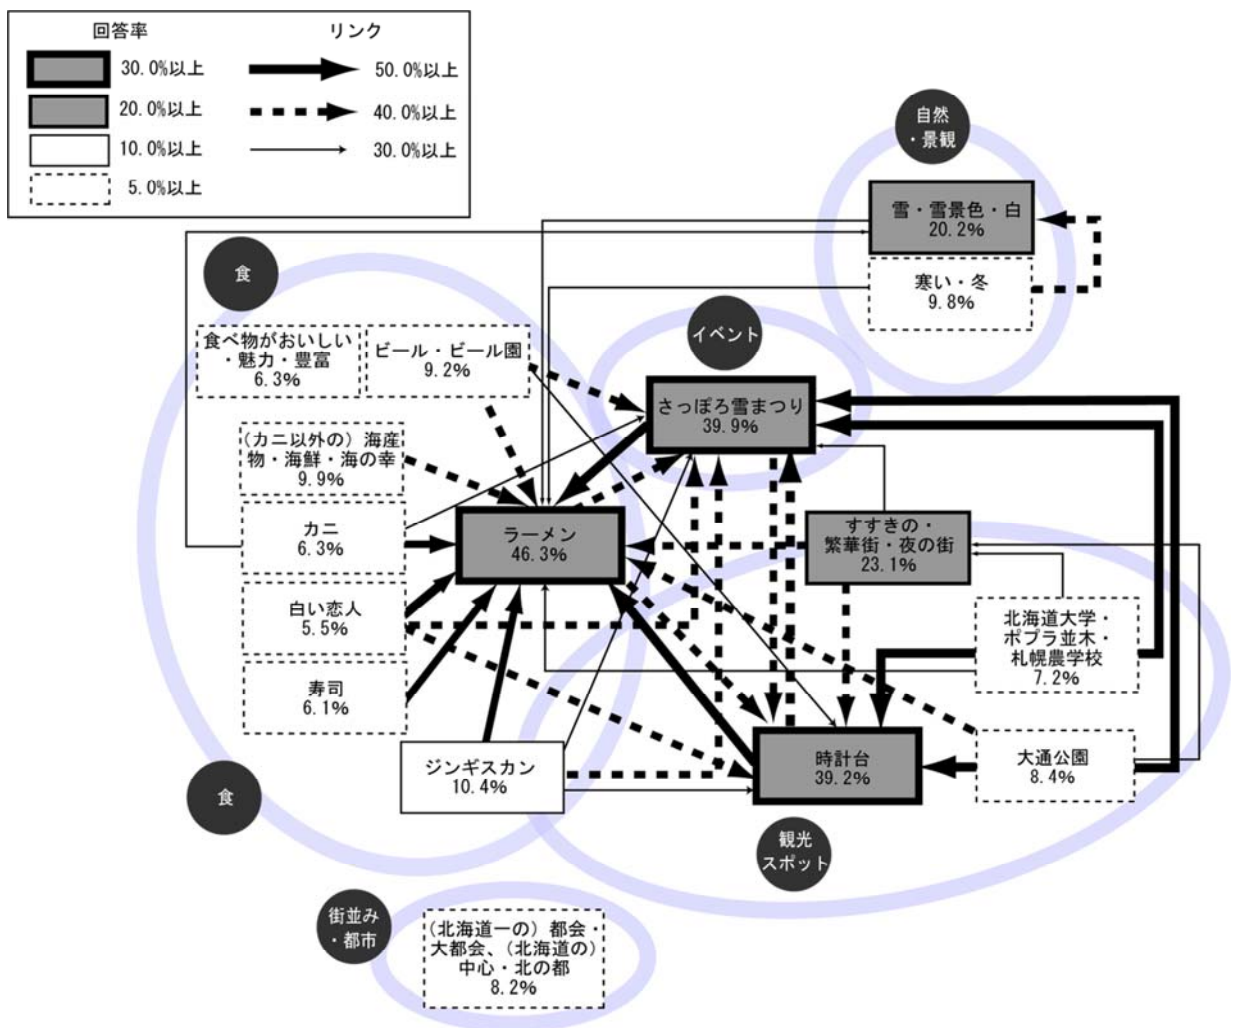 回答率
リンク
30.0%以上
50.0%以上
20.0%以上
40.0%以上
10.0%以上
30.0%以上
5.0%以上
自然
・景観
雪・雪景色・白
20.2%
寒い・冬
9.8%
食
イベント
食べ物がおいしい
・魅力・豊富
6.3%
ビール・ビール園
9.2%
さっぽろ雪まつり
39.9%
(カニ以外の)海産
物・海鮮・海の幸
9.9%
カニ
6.3%
ラーメン
46.3%
すすきの・
繁華街・夜の街
23.1%
白い恋人
5.5%
北海道大学・
ポプラ並木・
札幌農学校
7.2%
寿司
6.1%
ジンギスカン
10.4%
時計台
39.2%
大通公園
8.4%
食
観光
スポット
街並み
・都市
(北海道一の)都会・
大都会、(北海道の)
中心・北の都
8.2%